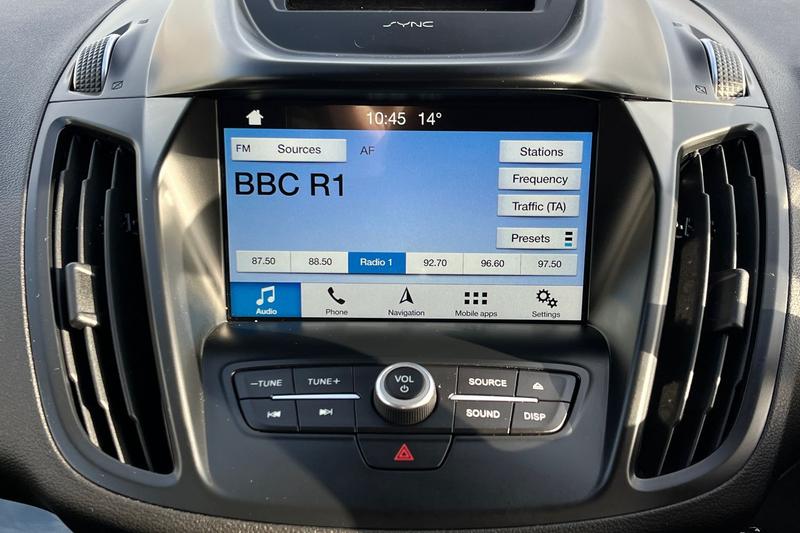 SYNC
10:45 14°
FM Sources AF
Stations
BBC R1
Frequency
Traffic (TA)
Presets
87.50 88.50 Radio 1 92.70 96.60 97.50
Audio Phone Navigation Mobile apps Settings
−TUNE TUNE+ VOL SOURCE
SOUND DISP